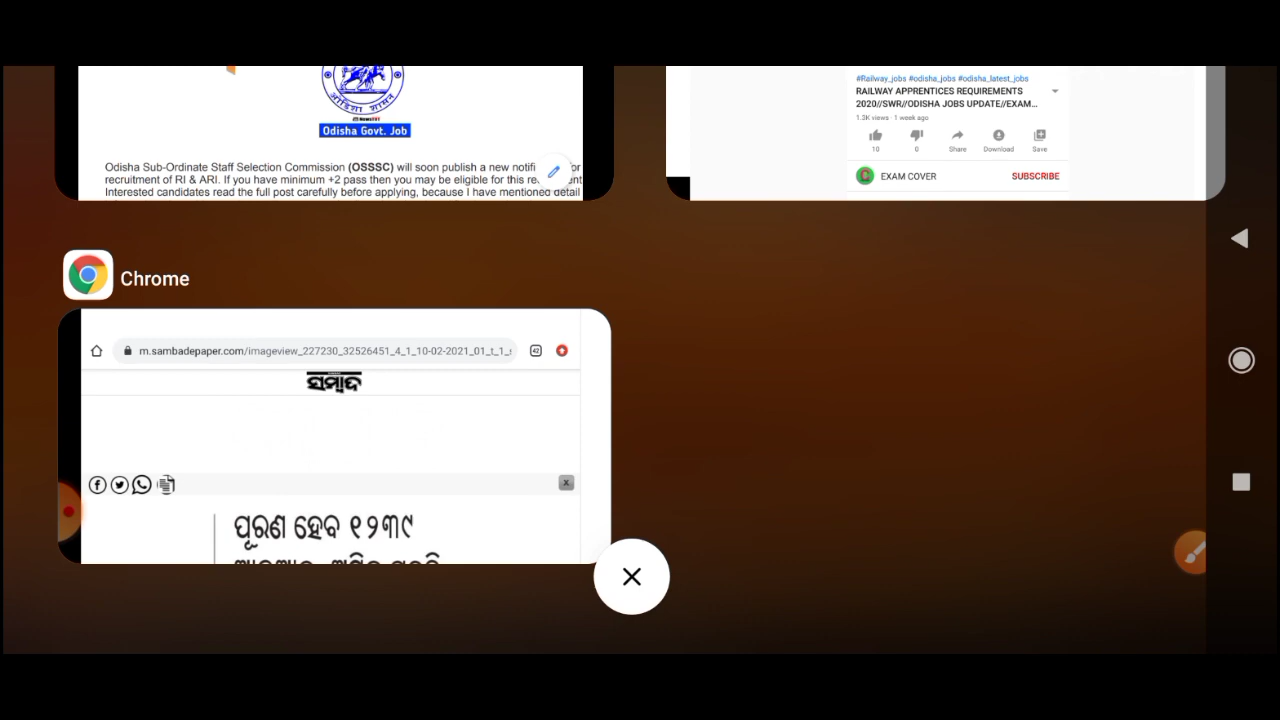 ଓଡ଼ିଶା ଶାସନ
Odisha Govt. Job
Odisha Sub-Ordinate Staff Selection Commission (OSSSC) will soon publish a new notifi
recruitment of RI & ARI. If you have minimum +2 pass then you may be eligible for this
Interested candidates read the full post carefully before applying, because I have mentioned detail
#Railway_jobs #odisha_jobs #odisha_latest_jobs
RAILWAY APPRENTICES REQUIREMENTS
2020//SWR//ODISHA JOBS UPDATE//EXAM...
1.3K views · 1 week ago
10 0 Share Download Save
EXAM COVER SUBSCRIBE
Chrome
m.sambadepaper.com/imageview_227230_32526451_4_1_10-02-2021_01_t_1_
42
ସମ୍ବାଦ
x
ପୂରଣ ହେବ ୧୨୩୯